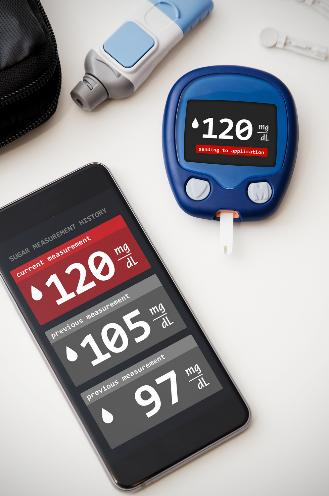 120 mg/dL
sending to application
SUGAR MEASUREMENT HISTORY
current measurement
120 mg/dL
previous measurement
105 mg/dL
previous measurement
97 mg/dL